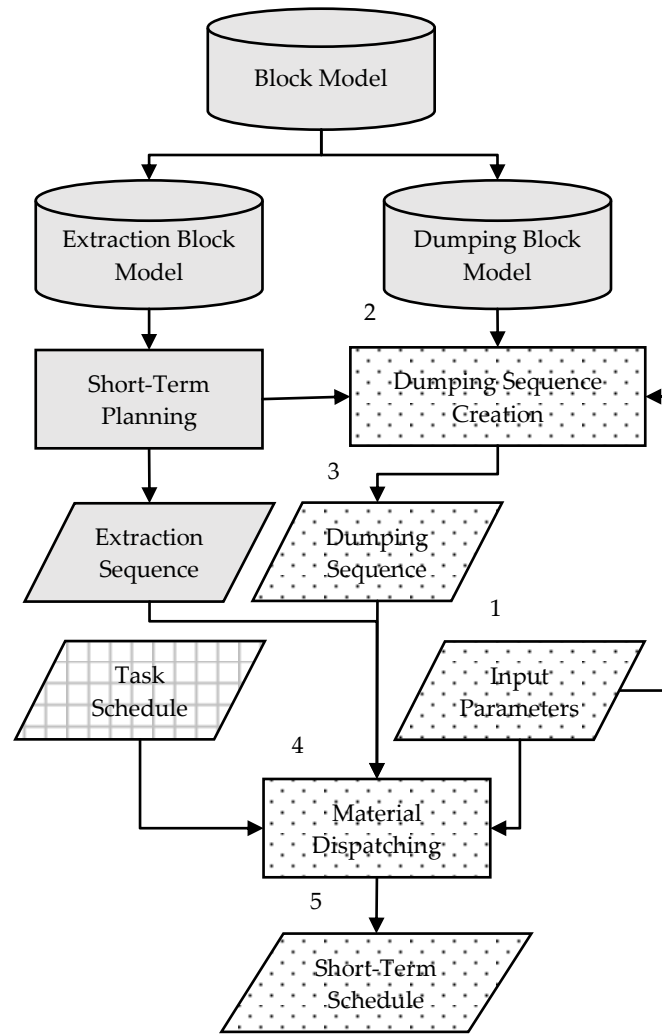 Block Model
Extraction Block
Model
Dumping Block
Model
2
Short-Term
Planning
Dumping Sequence
Creation
3
Extraction
Sequence
Dumping
Sequence
1
Task
Schedule
Input
Parameters
4
Material
Dispatching
5
Short-Term
Schedule